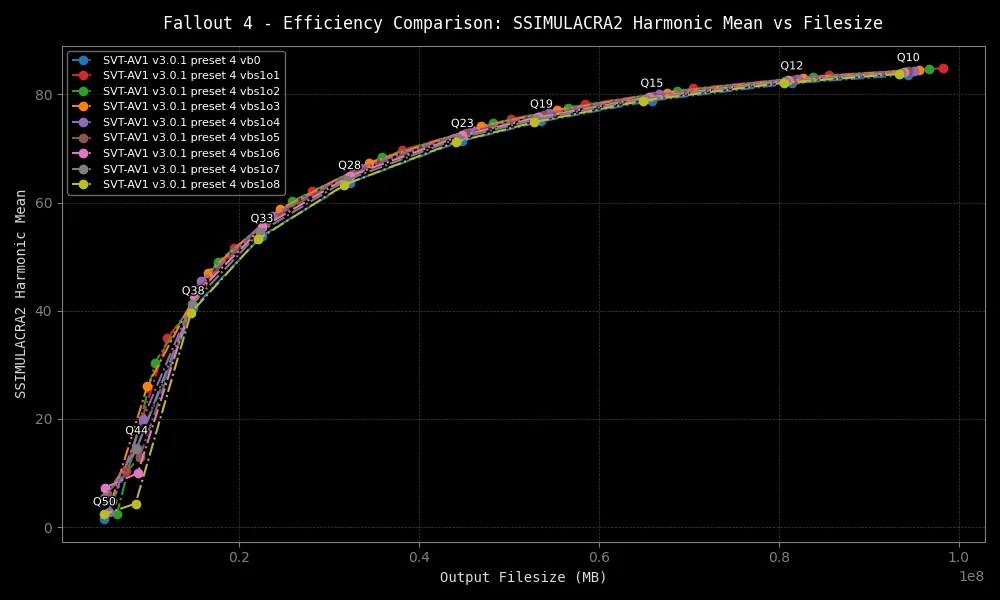 Fallout 4 - Efficiency Comparison: SSIMULACRA2 Harmonic Mean vs Filesize
SVT-AV1 v3.0.1 preset 4 vb0
SVT-AV1 v3.0.1 preset 4 vbs1o1
SVT-AV1 v3.0.1 preset 4 vbs1o2
SVT-AV1 v3.0.1 preset 4 vbs1o3
SVT-AV1 v3.0.1 preset 4 vbs1o4
SVT-AV1 v3.0.1 preset 4 vbs1o5
SVT-AV1 v3.0.1 preset 4 vbs1o6
SVT-AV1 v3.0.1 preset 4 vbs1o7
SVT-AV1 v3.0.1 preset 4 vbs1o8
Q10
Q12
Q15
Q19
Q23
Q28
Q33
Q38
Q44
Q50
80
60
40
20
0
SSIMULACRA2 Harmonic Mean
0.2
0.4
0.6
0.8
1.0
1e8
Output Filesize (MB)